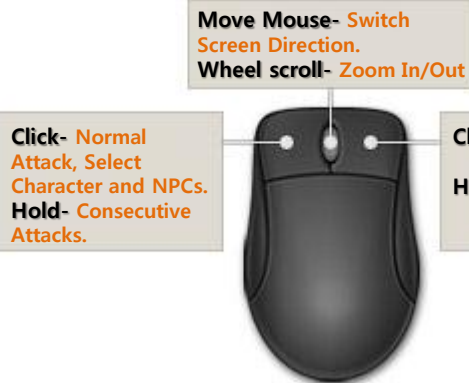 Move Mouse- Switch
Screen Direction.
Wheel scroll- Zoom In/Out
Click- Normal
Attack, Select
Character and NPCs.
Hold- Consecutive
Attacks.